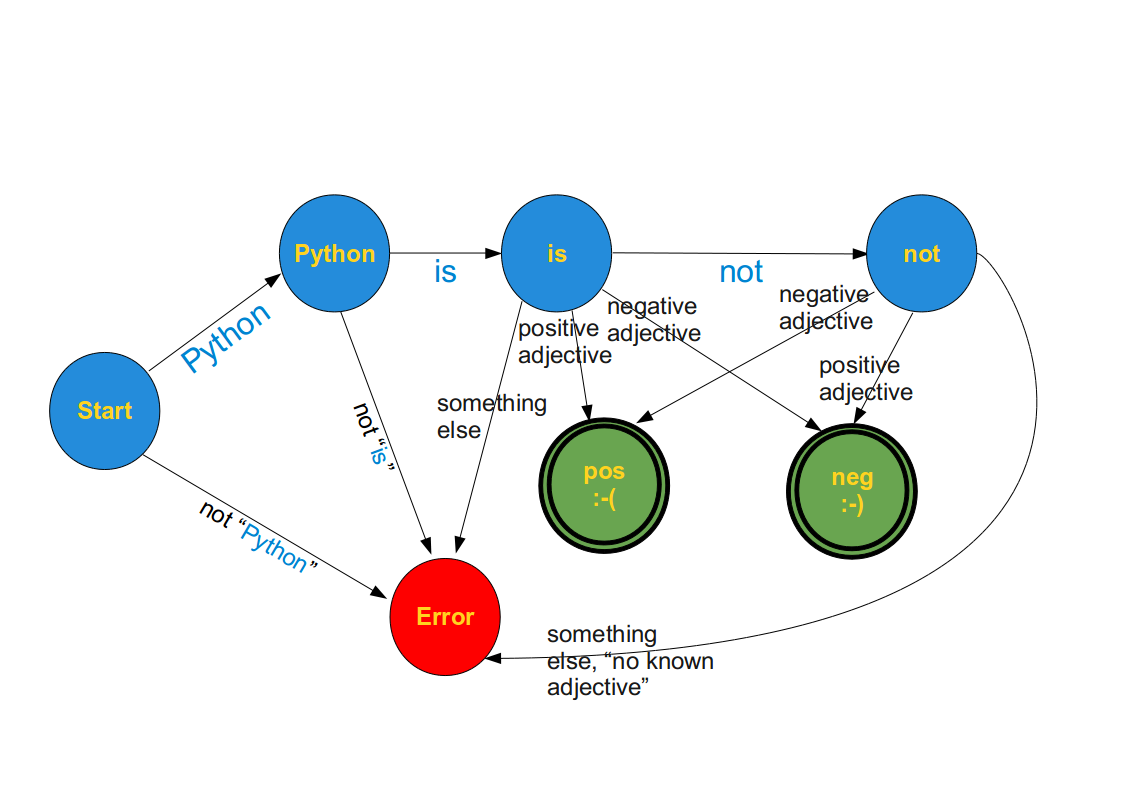 Python
is
not
is
not
negative
adjective
negative
adjective
positive
adjective
Python
positive
adjective
Start
something
else
not “is”
pos
:-(
neg
:-)
not “Python”
Error
something
else, “no known
adjective”